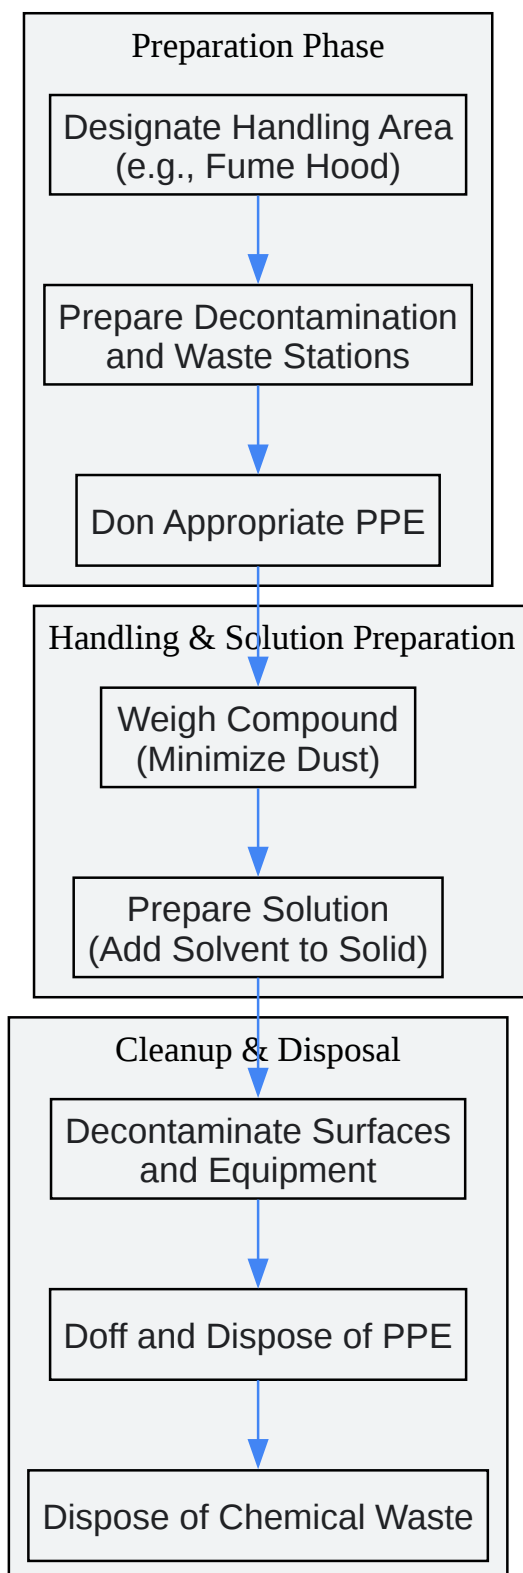 Preparation Phase
Designate Handling Area
(e.g., Fume Hood)
Prepare Decontamination
and Waste Stations
Don Appropriate PPE
Handling & Solution Preparation
Weigh Compound
(Minimize Dust)
Prepare Solution
(Add Solvent to Solid)
Cleanup & Disposal
Decontaminate Surfaces
and Equipment
Doff and Dispose of PPE
Dispose of Chemical Waste